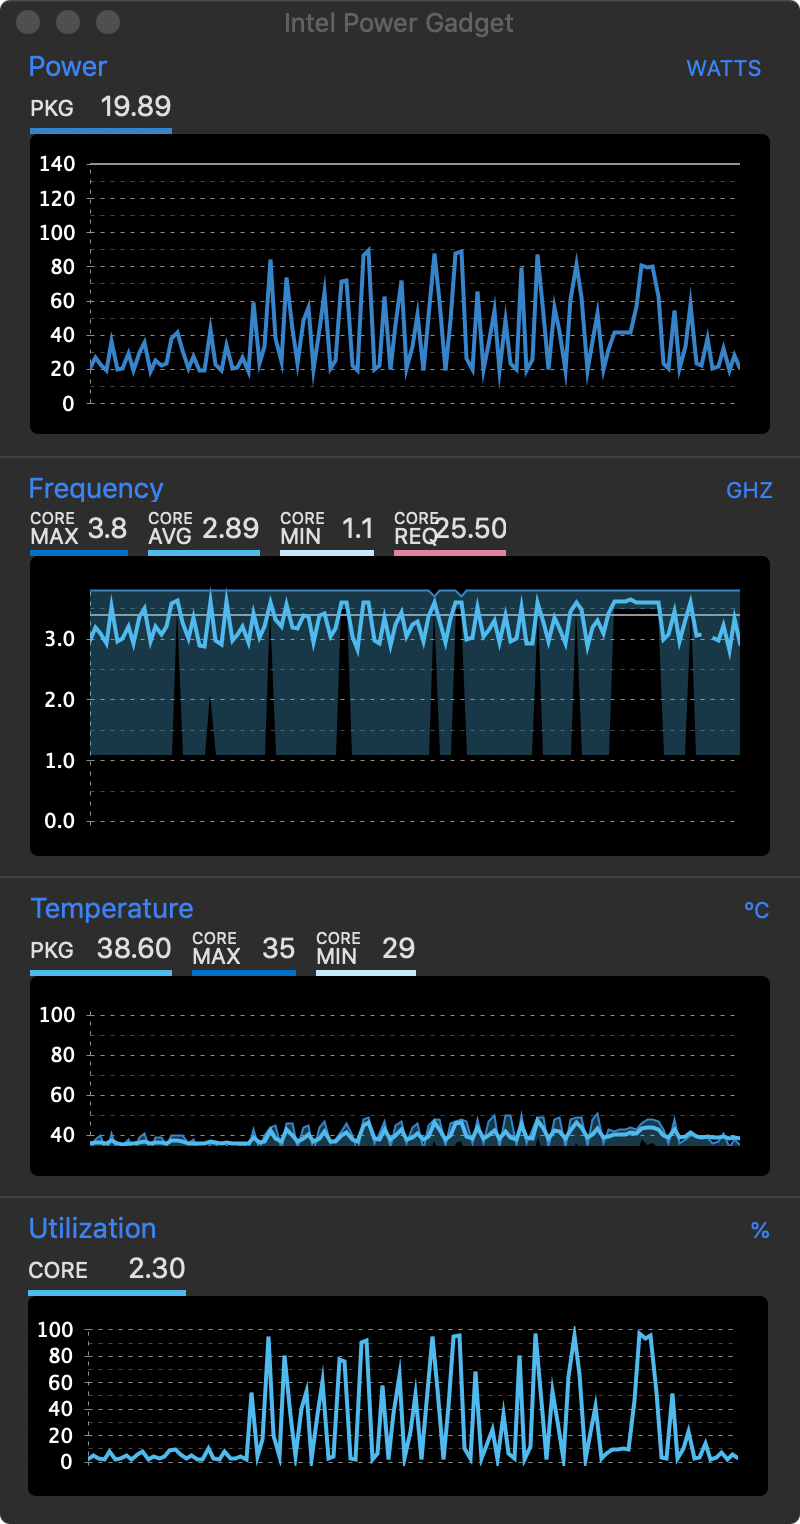 Intel Power Gadget
Power WATTS
PKG 19.89
140
120
100
80
60
40
20
0
Frequency GHZ
CORE MAX 3.8 CORE AVG 2.89 CORE MIN 1.1 CORE REQ 25.50
3.0
2.0
1.0
0.0
Temperature ºC
PKG 38.60 CORE MAX 35 CORE MIN 29
100
80
60
40
Utilization %
CORE 2.30
100
80
60
40
20
0